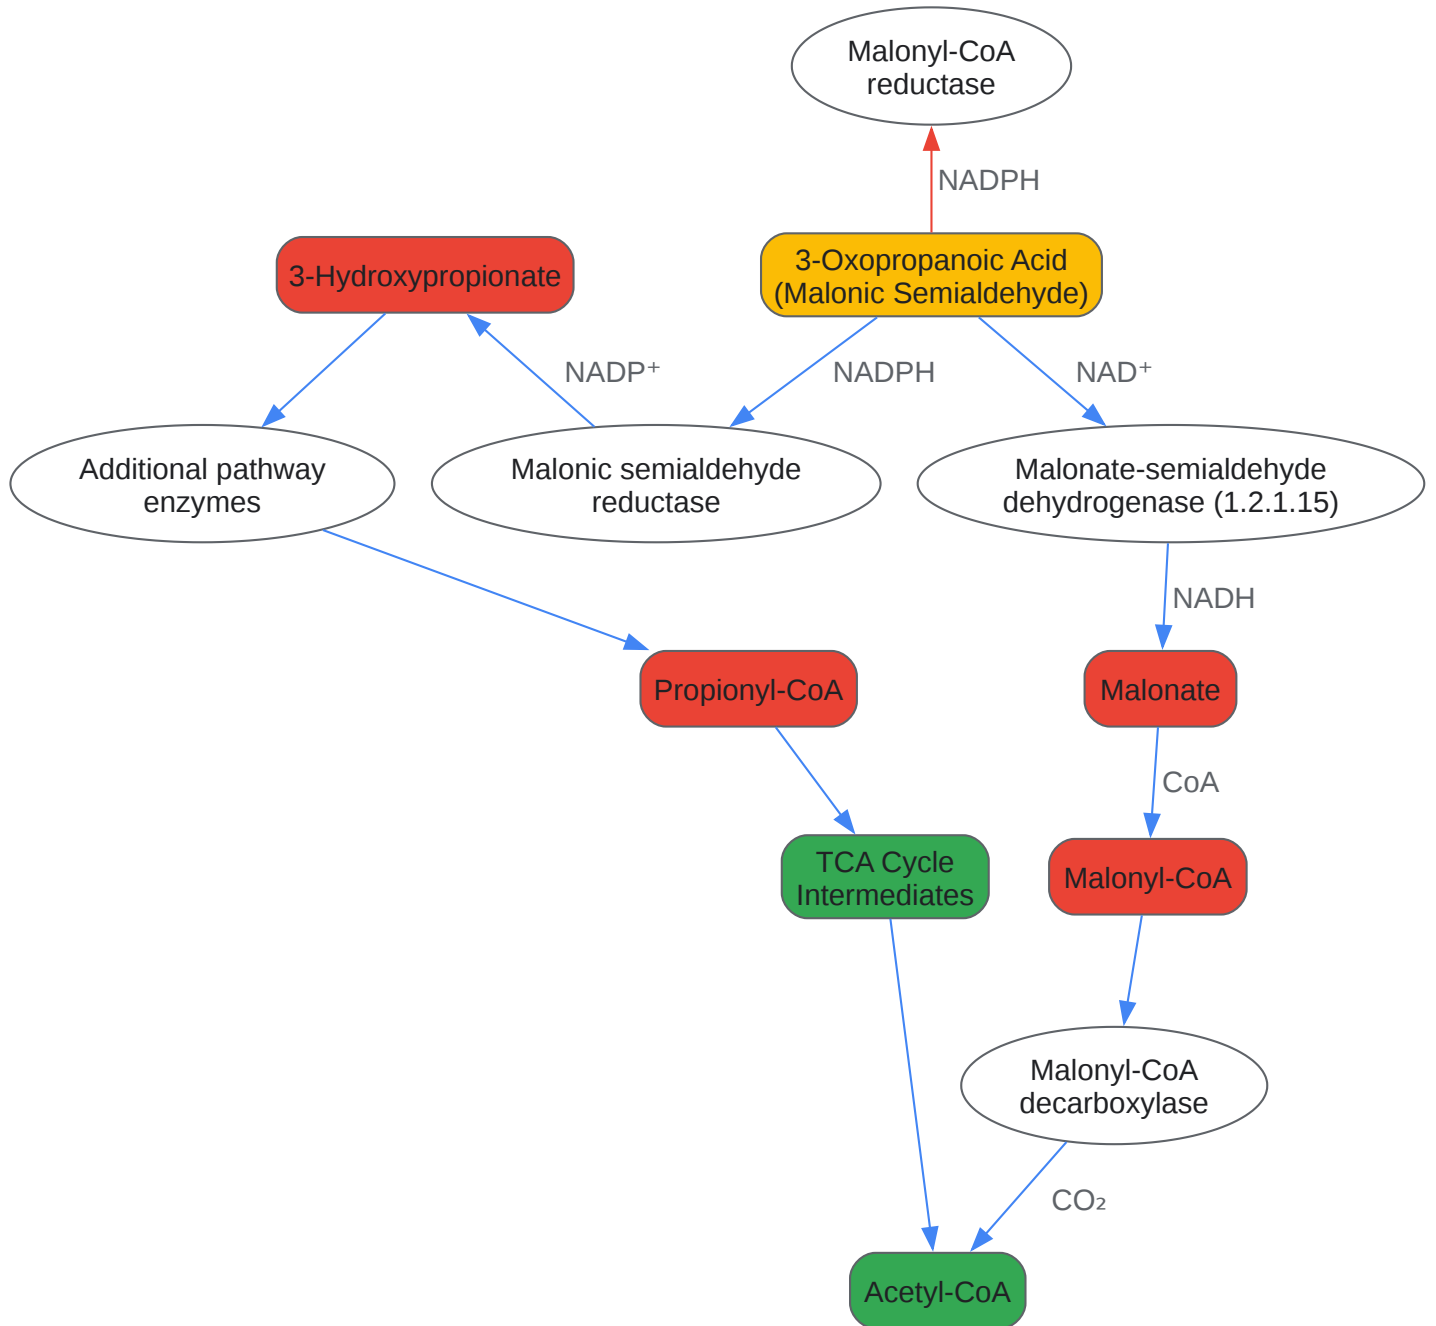 Malonyl-CoA
reductase
NADPH
3-Hydroxypropionate
3-Oxopropanoic Acid
(Malonic Semialdehyde)
NADP⁺
NADPH
NAD⁺
Additional pathway
enzymes
Malonic semialdehyde
reductase
Malonate-semialdehyde
dehydrogenase (1.2.1.15)
NADH
Propionyl-CoA
Malonate
CoA
TCA Cycle
Intermediates
Malonyl-CoA
Malonyl-CoA
decarboxylase
CO₂
Acetyl-CoA